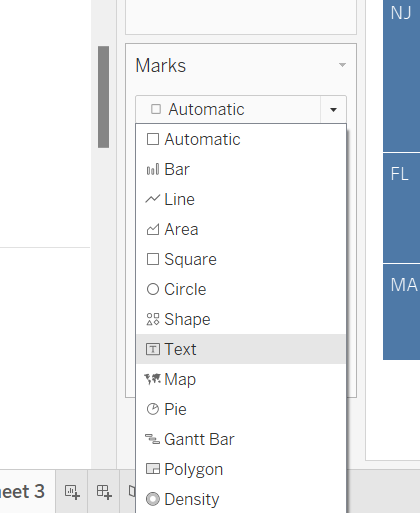 NJ
Marks
Automatic
Automatic
Bar
Line
FL
Area
Square
Circle
MA
Shape
Text
Map
Pie
Gantt Bar
Polygon
eet 3
Density